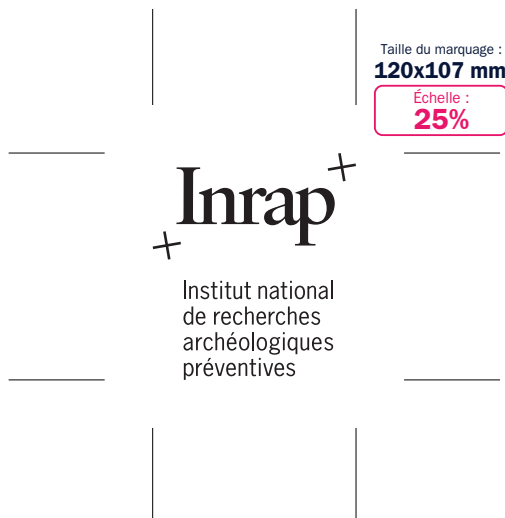 Taille du marquage :
120x107 mm
Échelle :
25%
Inrap
Institut national
de recherches
archéologiques
préventives